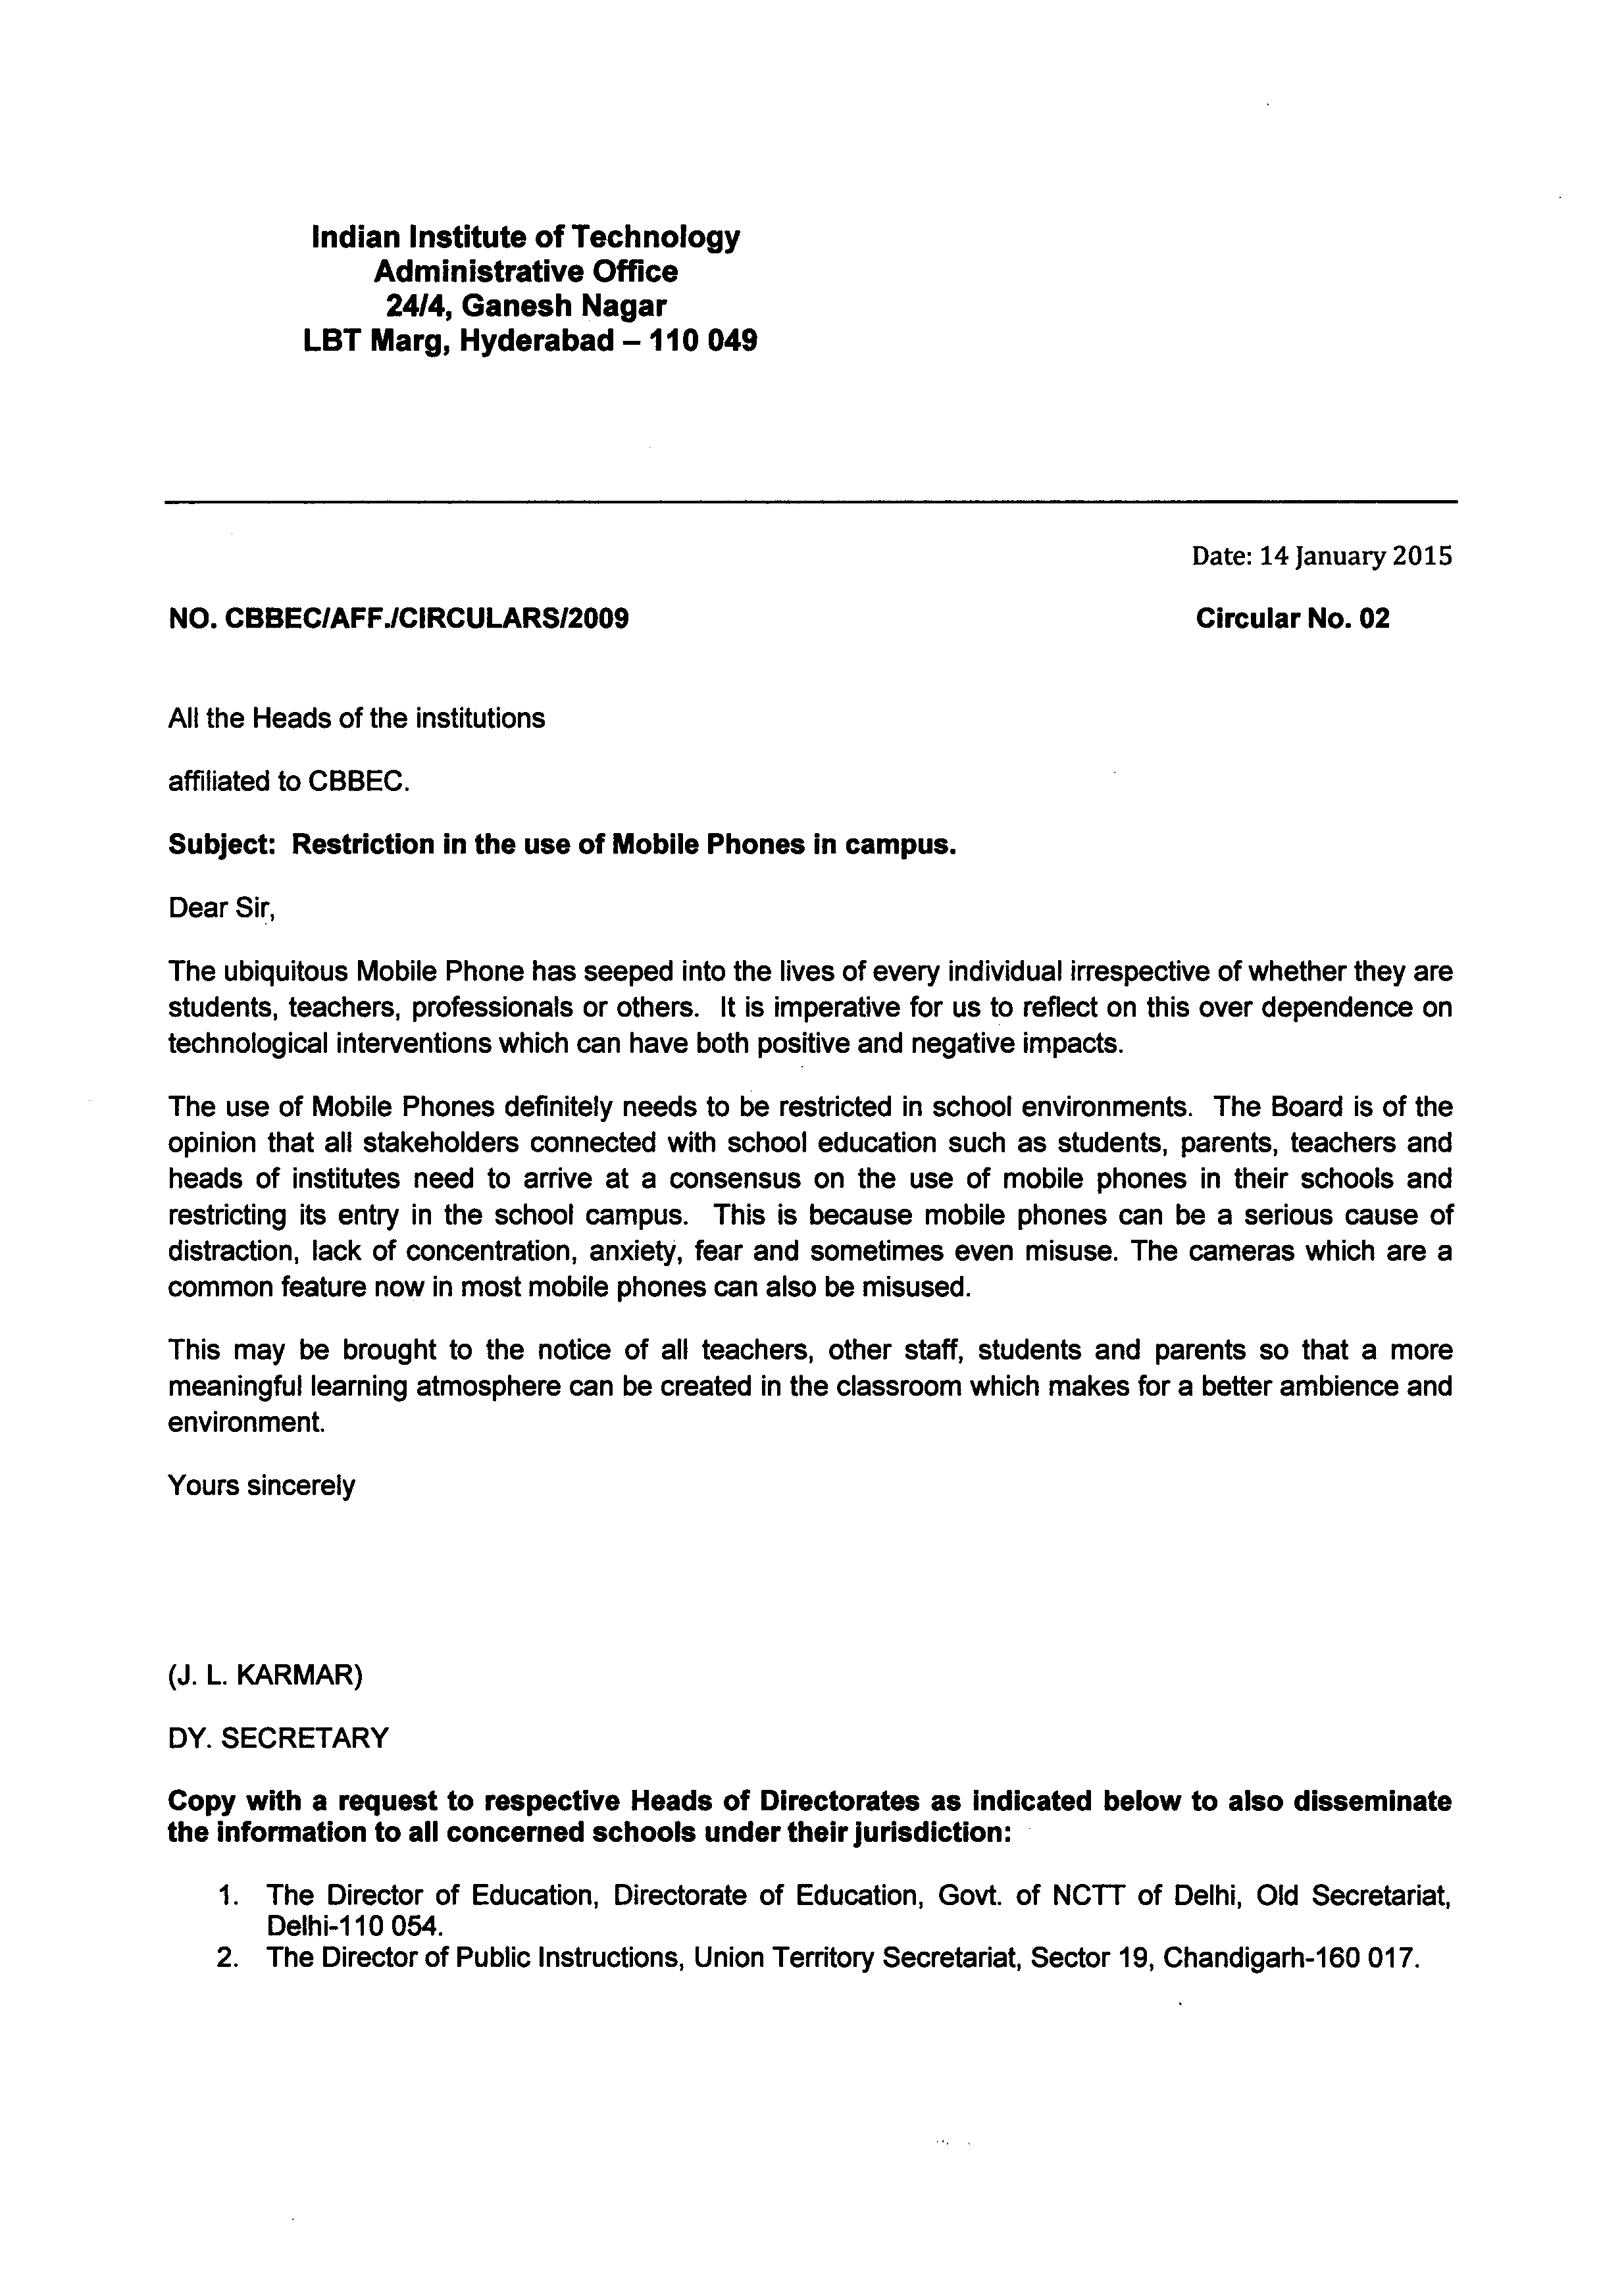 Indian Institute of Technology
Administrative Office
24/4, Ganesh Nagar
LBT Marg, Hyderabad – 110 049
Date: 14 January 2015
NO. CBBEC/AFF./CIRCULARS/2009 Circular No. 02
All the Heads of the institutions
affiliated to CBBEC.
Subject: Restriction in the use of Mobile Phones in campus.
Dear Sir,
The ubiquitous Mobile Phone has seeped into the lives of every individual irrespective of whether they are
students, teachers, professionals or others. It is imperative for us to reflect on this over dependence on
technological interventions which can have both positive and negative impacts.
The use of Mobile Phones definitely needs to be restricted in school environments. The Board is of the
opinion that all stakeholders connected with school education such as students, parents, teachers and
heads of institutes need to arrive at a consensus on the use of mobile phones in their schools and
restricting its entry in the school campus. This is because mobile phones can be a serious cause of
distraction, lack of concentration, anxiety, fear and sometimes even misuse. The cameras which are a
common feature now in most mobile phones can also be misused.
This may be brought to the notice of all teachers, other staff, students and parents so that a more
meaningful learning atmosphere can be created in the classroom which makes for a better ambience and
environment.
Yours sincerely
(J. L. KARMAR)
DY. SECRETARY
Copy with a request to respective Heads of Directorates as indicated below to also disseminate
the information to all concerned schools under their jurisdiction:
1. The Director of Education, Directorate of Education, Govt. of NCTT of Delhi, Old Secretariat,
Delhi-110 054.
2. The Director of Public Instructions, Union Territory Secretariat, Sector 19, Chandigarh-160 017.